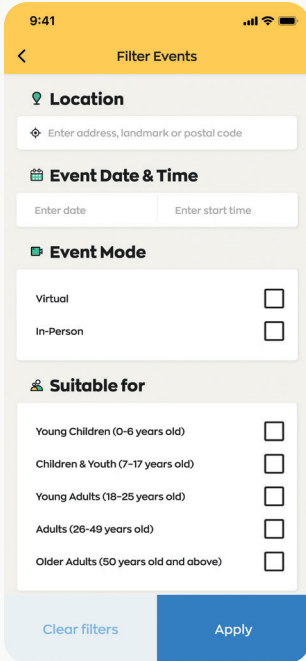 9:41
Filter Events
Location
Enter address, landmark or postal code
Event Date & Time
Enter date
Enter start time
Event Mode
Virtual
In-Person
Suitable for
Young Children (0-6 years old)
Children & Youth (7-17 years old)
Young Adults (18-25 years old)
Adults (26-49 years old)
Older Adults (50 years old and above)
Clear filters
Apply